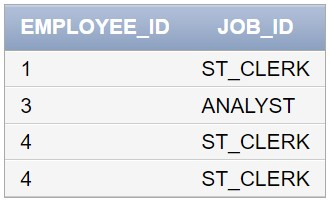 EMPLOYEE_ID JOB_ID
1 ST_CLERK
3 ANALYST
4 ST_CLERK
4 ST_CLERK